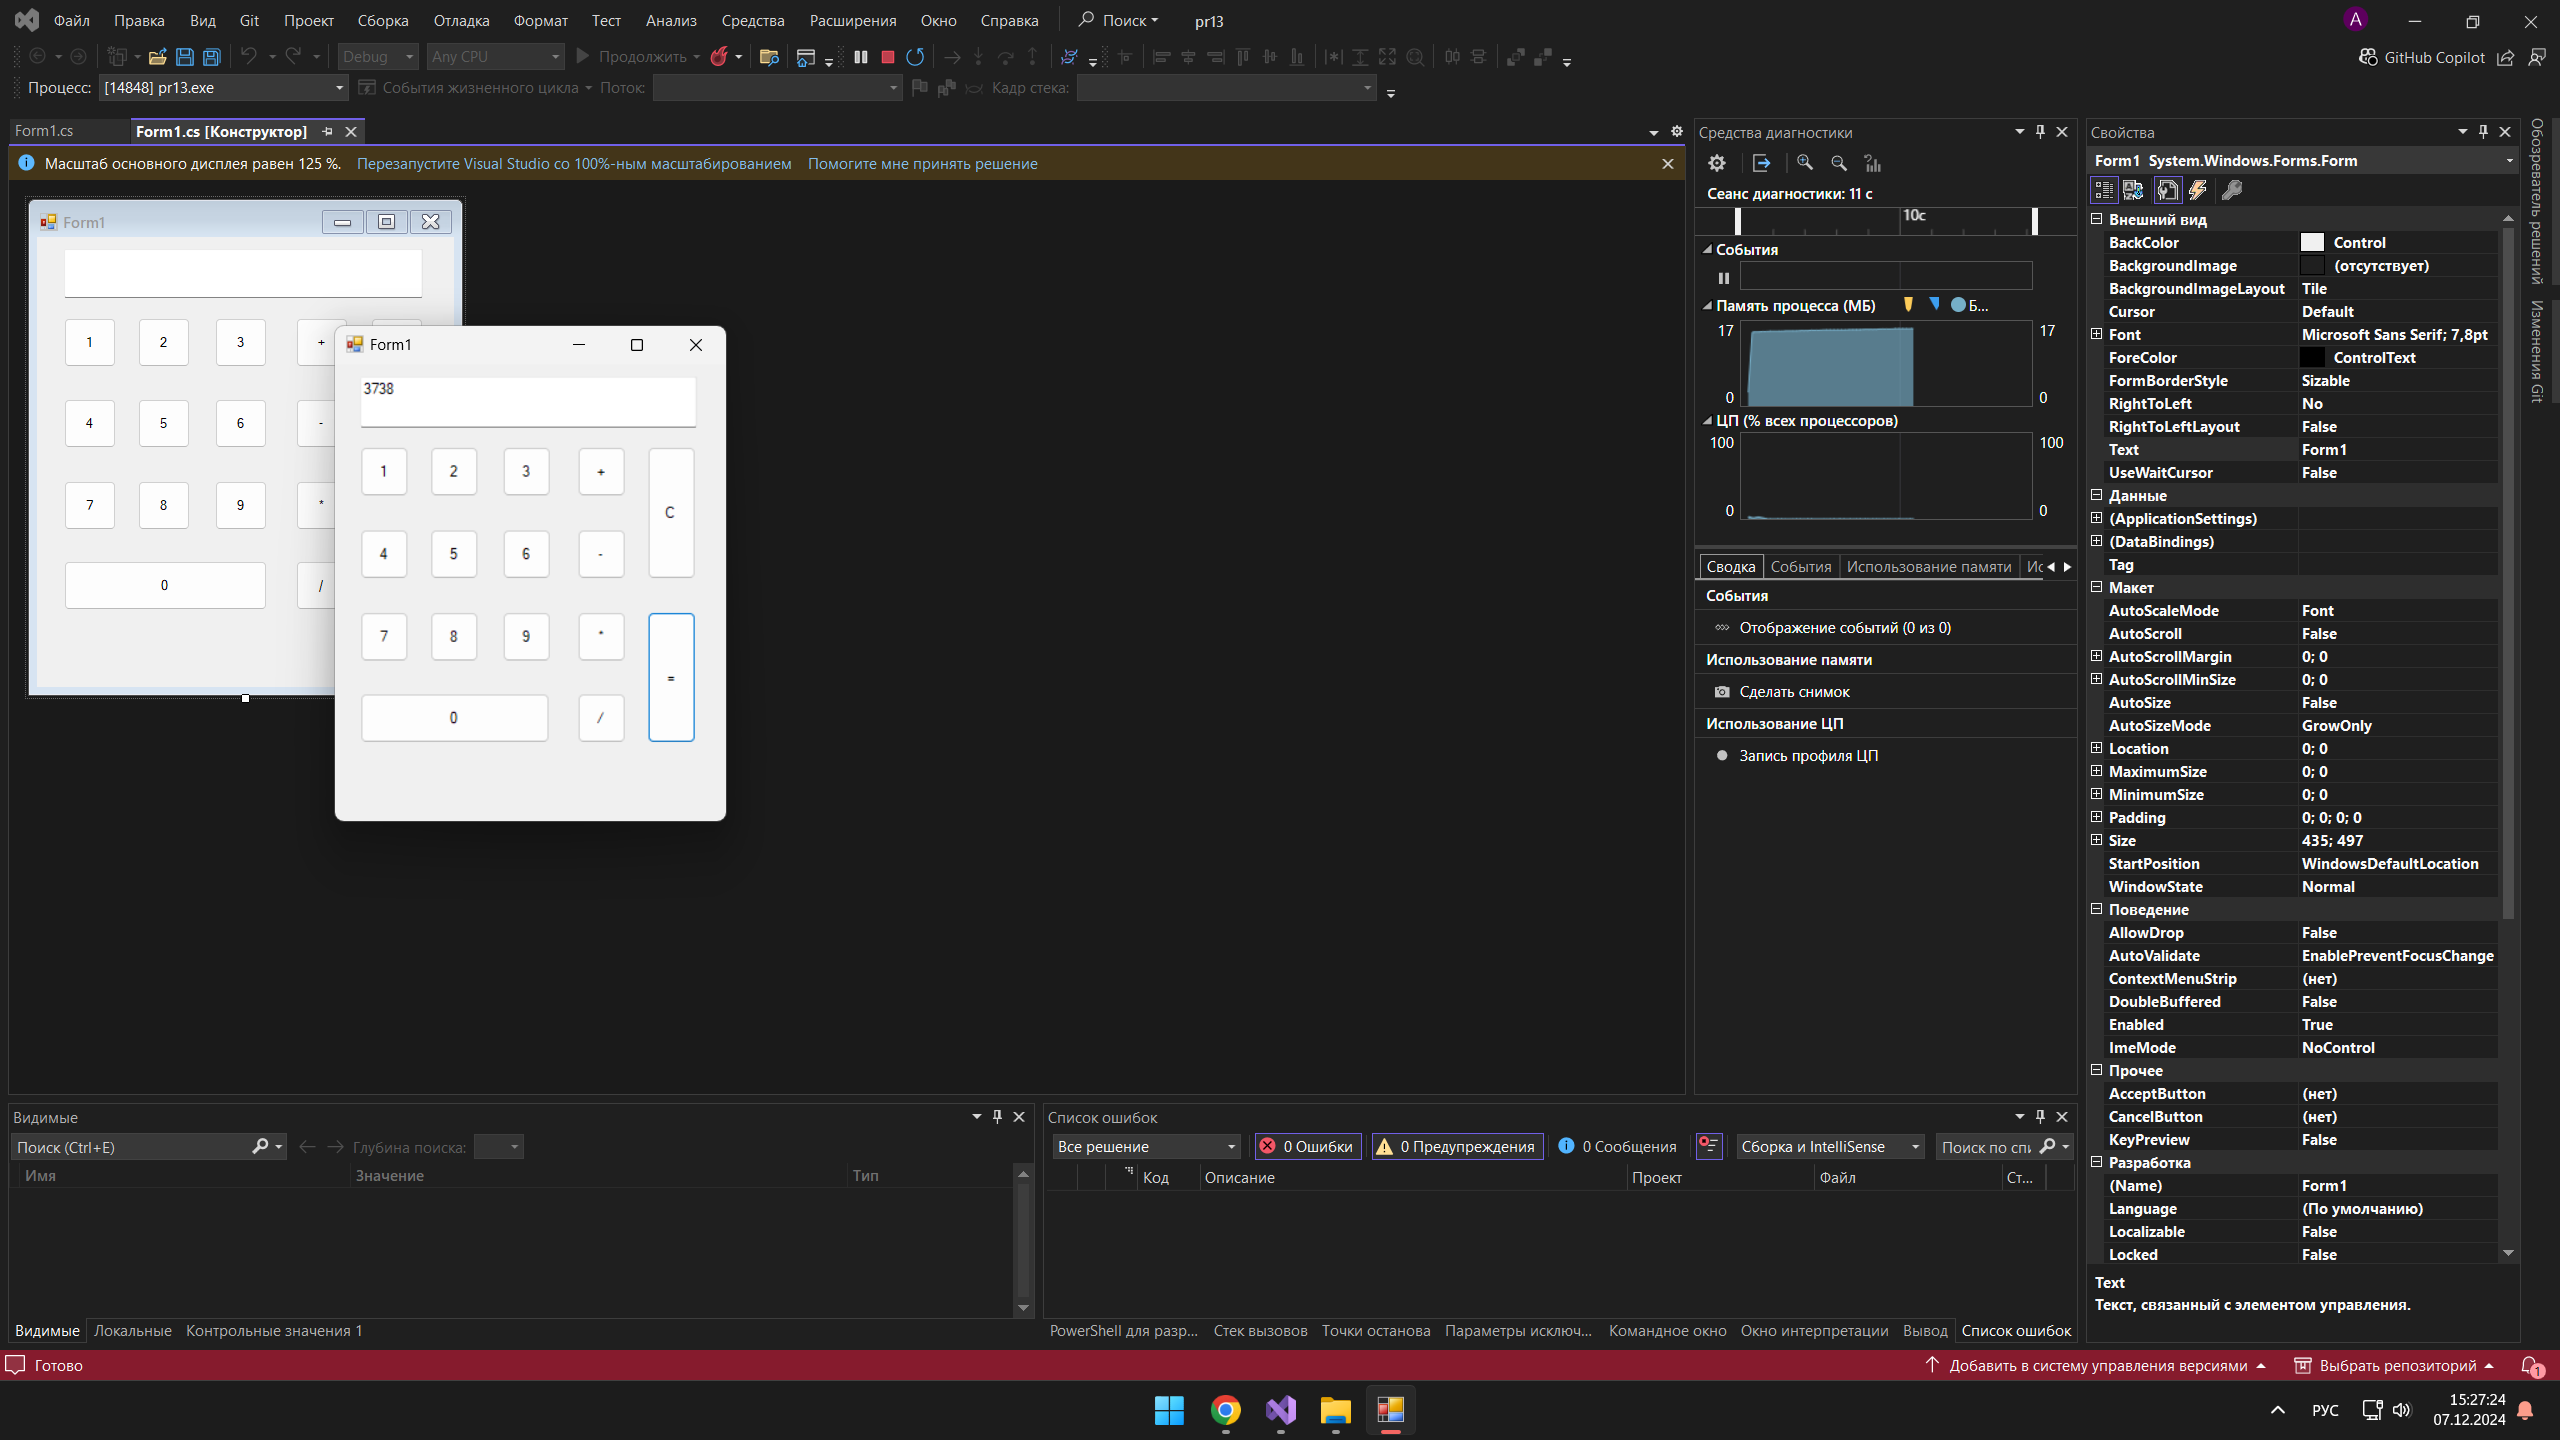 Файл Правка Вид Git Проект Сборка Отладка Формат Тест Анализ Средства Расширения Окно Справка Поиск pr13 A
Debug Any CPU Продолжить GitHub Copilot
Процесс: [14848] pr13.exe События жизненного цикла Поток: Кадр стека:
Form1.cs Form1.cs [Конструктор]
Масштаб основного дисплея равен 125 %. Перезапустите Visual Studio со 100%-ным масштабированием Помогите мне принять решение
Form1
1 2 3 +
4 5 6 -
7 8 9 *
0 /
Form1
3738
1 2 3 +
C
4 5 6 -
7 8 9 *
=
0 /
Средства диагностики
Сеанс диагностики: 11 с
10с
События
Память процесса (МБ) Б...
17 17
0 0
ЦП (% всех процессоров)
100 100
0 0
Сводка События Использование памяти Ис
События
Отображение событий (0 из 0)
Использование памяти
Сделать снимок
Использование ЦП
Запись профиля ЦП
Свойства
Form1 System.Windows.Forms.Form
Внешний вид
BackColor Control
BackgroundImage (отсутствует)
BackgroundImageLayout Tile
Cursor Default
Font Microsoft Sans Serif; 7,8pt
ForeColor ControlText
FormBorderStyle Sizable
RightToLeft No
RightToLeftLayout False
Text Form1
UseWaitCursor False
Данные
(ApplicationSettings)
(DataBindings)
Tag
Макет
AutoScaleMode Font
AutoScroll False
AutoScrollMargin 0; 0
AutoScrollMinSize 0; 0
AutoSize False
AutoSizeMode GrowOnly
Location 0; 0
MaximumSize 0; 0
MinimumSize 0; 0
Padding 0; 0; 0; 0
Size 435; 497
StartPosition WindowsDefaultLocation
WindowState Normal
Поведение
AllowDrop False
AutoValidate EnablePreventFocusChange
ContextMenuStrip (нет)
DoubleBuffered False
Enabled True
ImeMode NoControl
Прочее
AcceptButton (нет)
CancelButton (нет)
KeyPreview False
Разработка
(Name) Form1
Language (По умолчанию)
Localizable False
Locked False
Text
Текст, связанный с элементом управления.
Обозреватель решений
Изменения Git
Видимые
Поиск (Ctrl+E) Глубина поиска:
Имя Значение Тип
Видимые Локальные Контрольные значения 1
Список ошибок
Все решение 0 Ошибки 0 Предупреждения 0 Сообщения Сборка и IntelliSense Поиск по спи
Код Описание Проект Файл Ст...
PowerShell для разр... Стек вызовов Точки останова Параметры исключ... Командное окно Окно интерпретации Вывод Список ошибок
Готово Добавить в систему управления версиями Выбрать репозиторий 1
РУС 15:27:24
07.12.2024